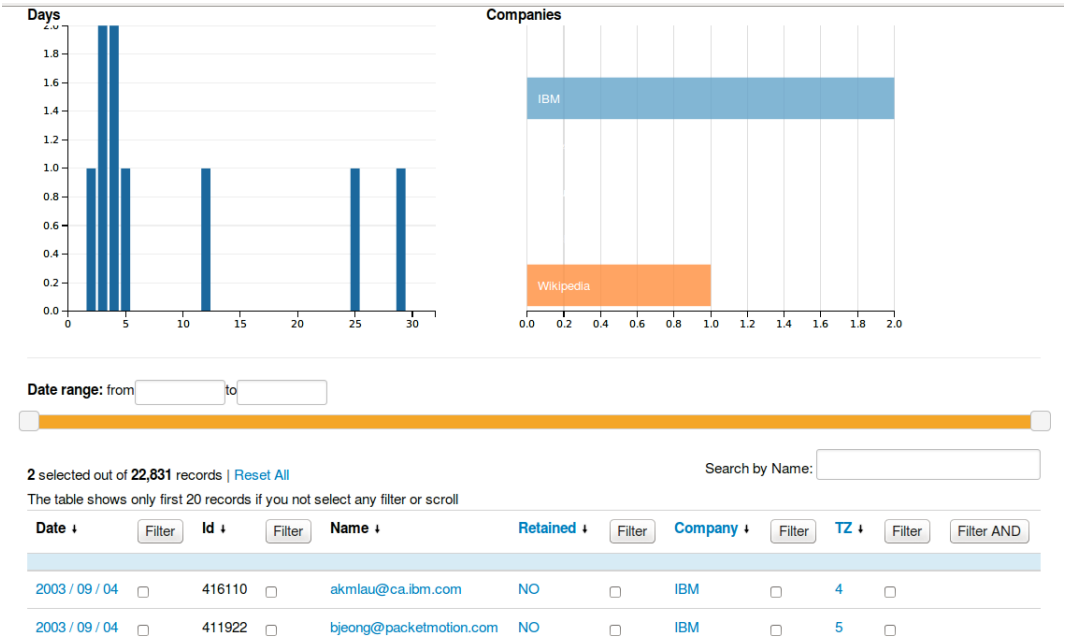 Days
2.0
1.8
1.6
1.4
1.2
1.0
0.8
0.6
0.4
0.2
0.0
0 5 10 15 20 25 30
Companies
IBM
Wikipedia
0.0 0.2 0.4 0.6 0.8 1.0 1.2 1.4 1.6 1.8 2.0
Date range: from to
2 selected out of 22,831 records | Reset All Search by Name:
The table shows only first 20 records if you not select any filter or scroll
Date ↓ Filter Id ↓ Filter Name ↓ Retained ↓ Filter Company ↓ Filter TZ ↓ Filter Filter AND
2003 / 09 / 04 416110 akmlau@ca.ibm.com NO IBM 4
2003 / 09 / 04 411922 bjeong@packetmotion.com NO IBM 5